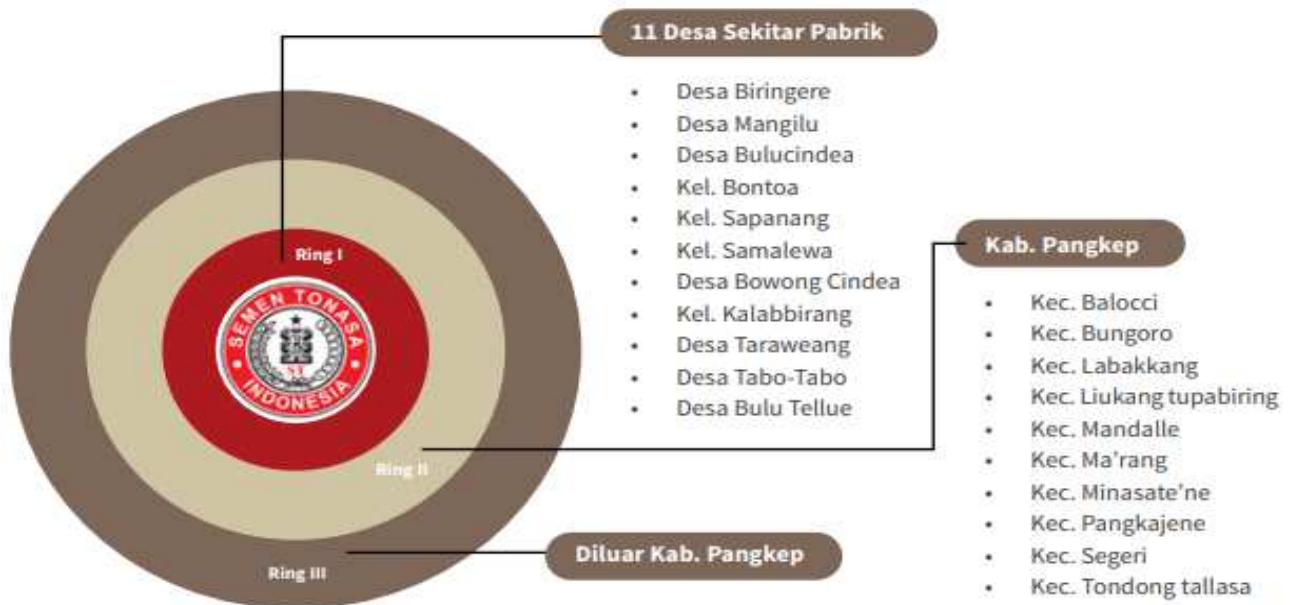 11 Desa Sekitar Pabrik
• Desa Biringere
• Desa Mangilu
• Desa Bulucindea
• Kel. Bontoa
• Kel. Sapanang
• Kel. Samalewa
• Desa Bowong Cindea
• Kel. Kalabbirang
• Desa Taraweang
• Desa Tabo-Tabo
• Desa Bulu Tellue
Kab. Pangkep
• Kec. Balocci
• Kec. Bungoro
• Kec. Labakkang
• Kec. Liukang tupabiring
• Kec. Mandalle
• Kec. Ma'rang
• Kec. Minasate'ne
• Kec. Pangkajene
• Kec. Segeri
• Kec. Tondong tallasa
Ring I
SEMEN TONASA
ST
INDONESIA
Ring II
Diluar Kab. Pangkep
Ring III